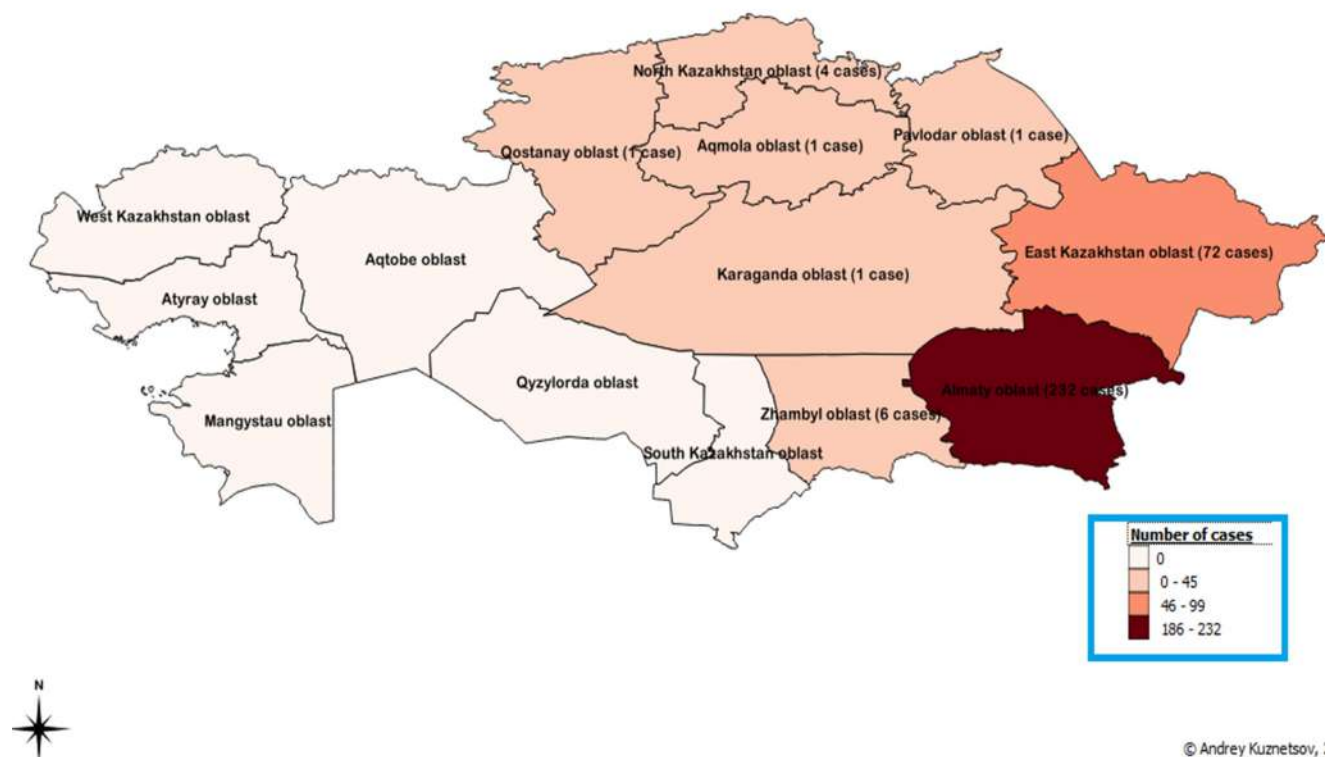 North Kazakhstan oblast (4 cases)
Pavlodar oblast (1 case)
Aqmola oblast (1 case)
Qostanay oblast (1 case)
West Kazakhstan oblast
East Kazakhstan oblast (72 cases)
Aqtobe oblast
Karaganda oblast (1 case)
Atyray oblast
Qyzylorda oblast
Almaty oblast (232 cases)
Zhambyl oblast (6 cases)
Mangystau oblast
South Kazakhstan oblast
Number of cases
0
0 - 45
46 - 99
186 - 232
N
© Andrey Kuznetsov,